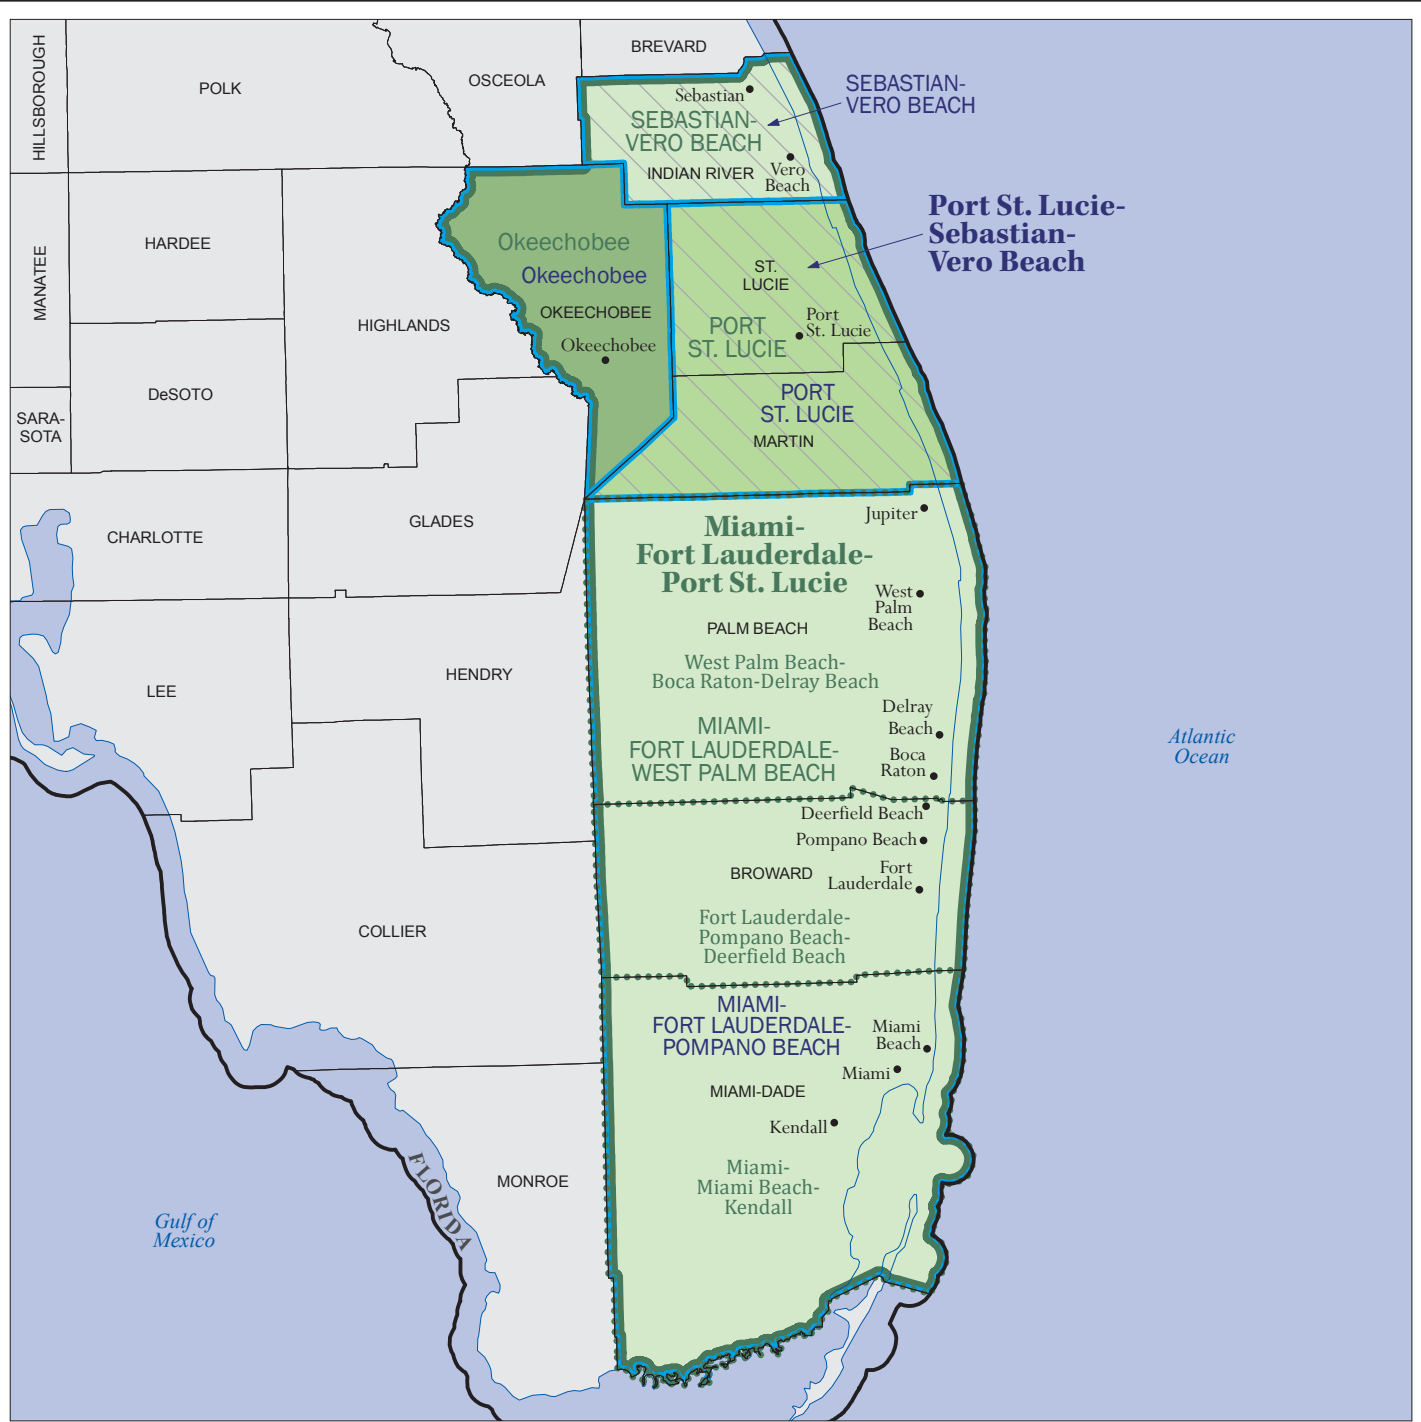 HILLSBOROUGH
POLK
OSCEOLA
BREVARD
Sebastian
SEBASTIAN-
VERO BEACH
INDIAN RIVER
Vero
Beach
SEBASTIAN-
VERO BEACH
Port St. Lucie-
Sebastian-
Vero Beach
MANATEE
HARDEE
HIGHLANDS
Okeechobee
Okeechobee
OKEECHOBEE
Okeechobee
ST.
LUCIE
Port
St. Lucie
PORT
ST. LUCIE
PORT
ST. LUCIE
MARTIN
SARA-
SOTA
DeSOTO
CHARLOTTE
GLADES
Jupiter
Miami-
Fort Lauderdale-
Port St. Lucie
West
Palm
Beach
PALM BEACH
West Palm Beach-
Boca Raton-Delray Beach
LEE
HENDRY
Delray
Beach
MIAMI-
FORT LAUDERDALE-
WEST PALM BEACH
Boca
Raton
Atlantic
Ocean
Deerfield Beach
Pompano Beach
BROWARD
Fort
Lauderdale
Fort Lauderdale-
Pompano Beach-
Deerfield Beach
COLLIER
MIAMI-
FORT LAUDERDALE-
POMPANO BEACH
Miami
Beach
Miami
MIAMI-DADE
Kendall
Miami-
Miami Beach-
Kendall
MONROE
FLORIDA
Gulf of
Mexico